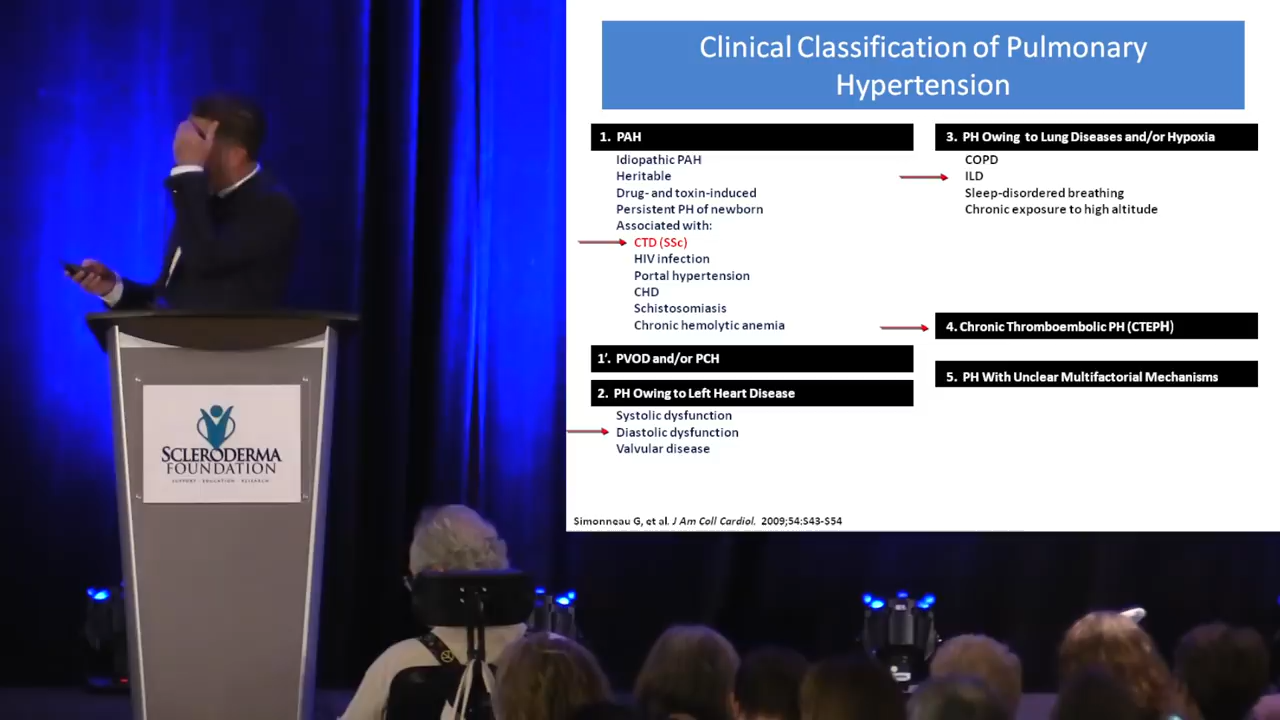 Clinical Classification of Pulmonary
Hypertension
1. PAH
Idiopathic PAH
Heritable
Drug- and toxin-induced
Persistent PH of newborn
Associated with:
CTD (SSc)
HIV infection
Portal hypertension
CHD
Schistosomiasis
Chronic hemolytic anemia
1'. PVOD and/or PCH
2. PH Owing to Left Heart Disease
Systolic dysfunction
Diastolic dysfunction
Valvular disease
3. PH Owing to Lung Diseases and/or Hypoxia
COPD
ILD
Sleep-disordered breathing
Chronic exposure to high altitude
4. Chronic Thromboembolic PH (CTEPH)
5. PH With Unclear Multifactorial Mechanisms
Simonneau G, et al. J Am Coll Cardiol. 2009;54:S43-S54
SCLERODERMA
FOUNDATION
SUPPORT · EDUCATION · RESEARCH